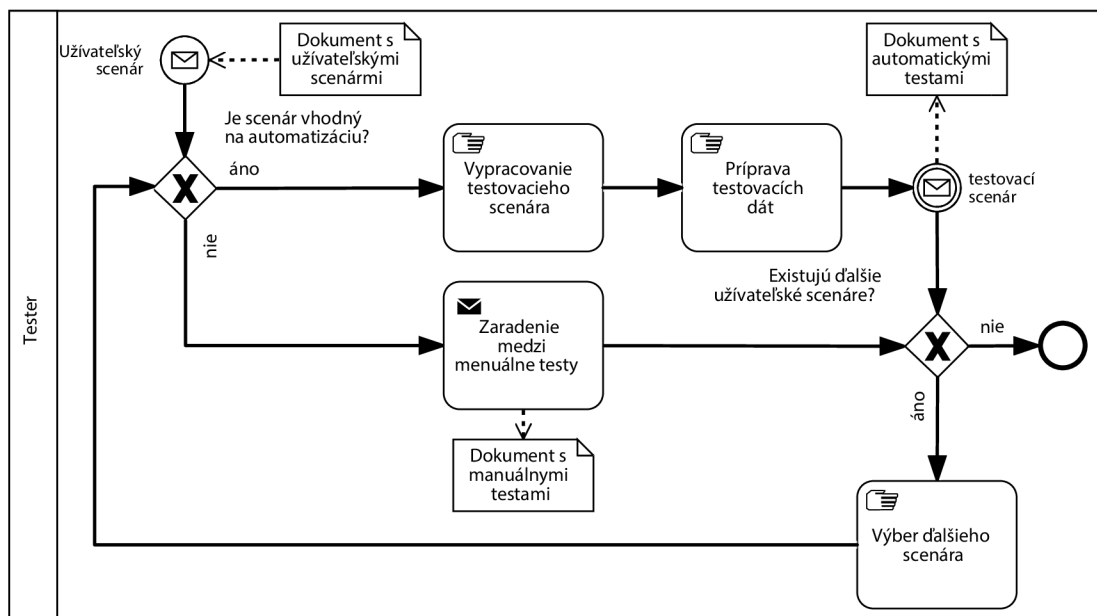 Užívateľský
scenár
Dokument s
užívateľskými
scenármi
Dokument s
automatickými
testami
Je scenár vhodný
na automatizáciu?
áno
nie
Vypracovanie
testovacieho
scenára
Príprava
testovacích
dát
testovací
scenár
Existujú ďalšie
užívateľské scenáre?
Tester
Zaradenie
medzi
menuálne testy
nie
áno
Dokument s
manuálnymi
testami
Výber ďalšieho
scenára